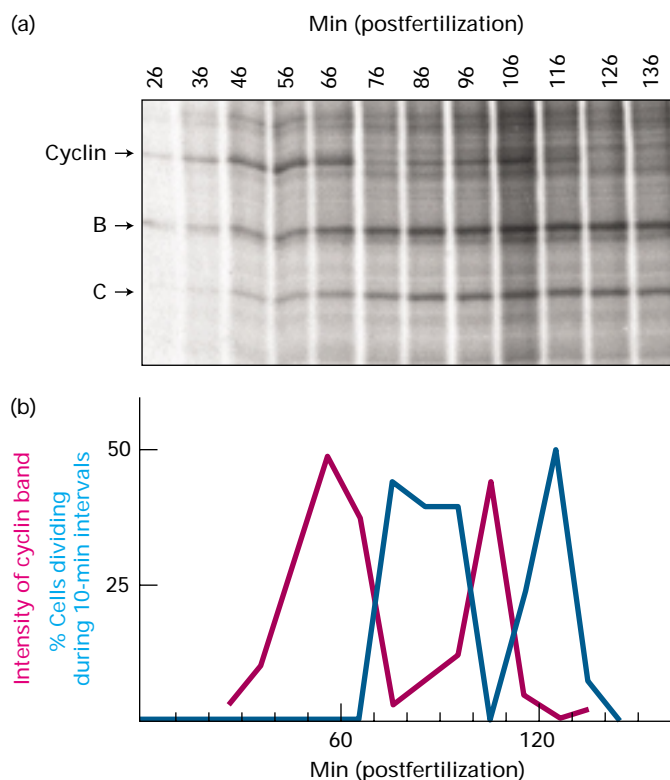 (a)
Min (postfertilization)
26 36 46 56 66 76 86 96 106 116 126 136
Cyclin →
B →
C →
(b)
Intensity of cyclin band
% Cells dividing
during 10-min intervals
50
25
60 120
Min (postfertilization)